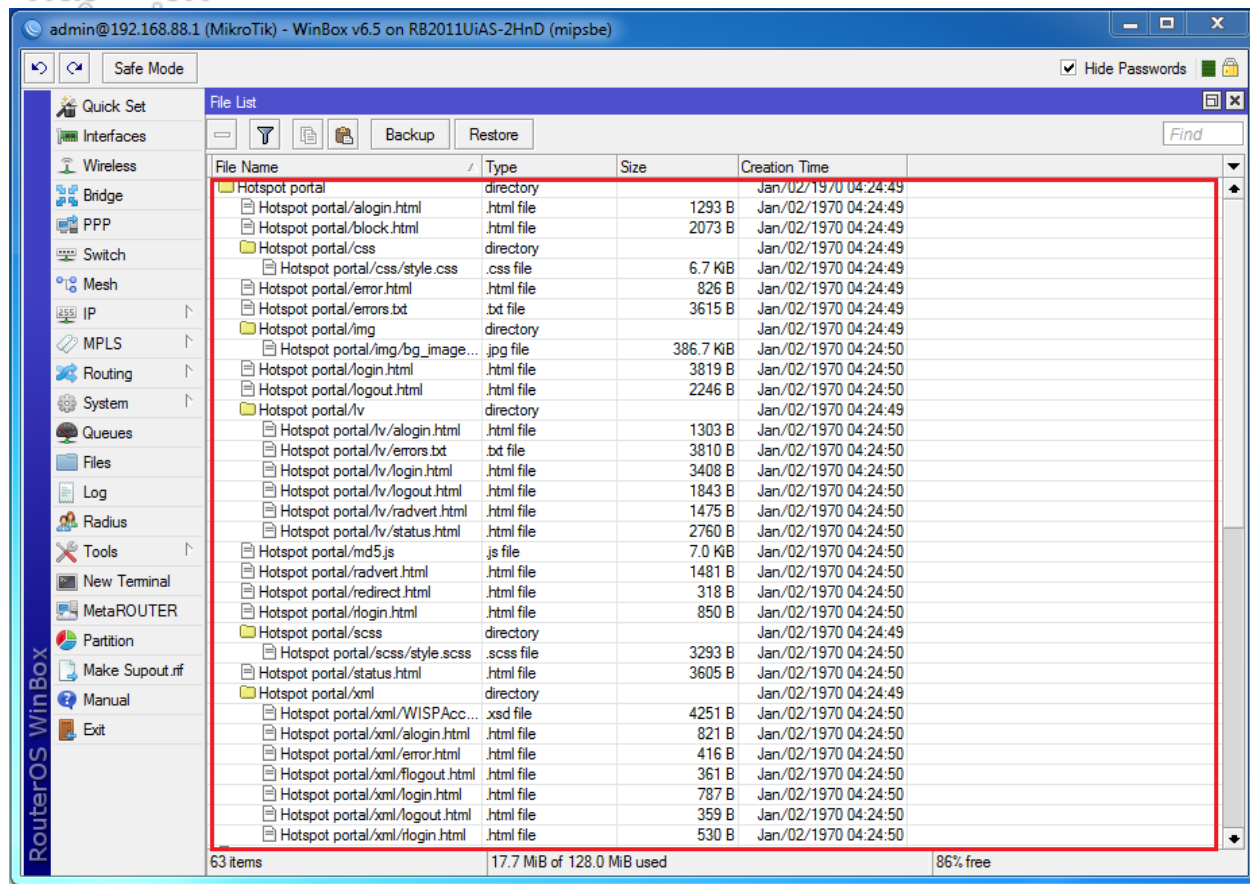 admin@192.168.88.1 (MikroTik) - WinBox v6.5 on RB2011UiAS-2HnD (mipsbe)
Safe Mode
Hide Passwords
Quick Set
Interfaces
Wireless
Bridge
PPP
Switch
Mesh
IP
MPLS
Routing
System
Queues
Files
Log
Radius
Tools
New Terminal
MetaROUTER
Partition
Make Supout.rif
Manual
Exit
RouterOS WinBox
File List
Backup Restore Find
File Name Type Size Creation Time
Hotspot portal directory Jan/02/1970 04:24:49
Hotspot portal/alogin.html .html file 1293 B Jan/02/1970 04:24:49
Hotspot portal/block.html .html file 2073 B Jan/02/1970 04:24:49
Hotspot portal/css directory Jan/02/1970 04:24:49
Hotspot portal/css/style.css .css file 6.7 KiB Jan/02/1970 04:24:49
Hotspot portal/error.html .html file 826 B Jan/02/1970 04:24:49
Hotspot portal/errors.txt .txt file 3615 B Jan/02/1970 04:24:49
Hotspot portal/img directory Jan/02/1970 04:24:49
Hotspot portal/img/bg_image... .jpg file 386.7 KiB Jan/02/1970 04:24:50
Hotspot portal/login.html .html file 3819 B Jan/02/1970 04:24:50
Hotspot portal/logout.html .html file 2246 B Jan/02/1970 04:24:50
Hotspot portal/lv directory Jan/02/1970 04:24:49
Hotspot portal/lv/alogin.html .html file 1303 B Jan/02/1970 04:24:50
Hotspot portal/lv/errors.txt .txt file 3810 B Jan/02/1970 04:24:50
Hotspot portal/lv/login.html .html file 3408 B Jan/02/1970 04:24:50
Hotspot portal/lv/logout.html .html file 1843 B Jan/02/1970 04:24:50
Hotspot portal/lv/radvert.html .html file 1475 B Jan/02/1970 04:24:50
Hotspot portal/lv/status.html .html file 2760 B Jan/02/1970 04:24:50
Hotspot portal/md5.js .js file 7.0 KiB Jan/02/1970 04:24:50
Hotspot portal/radvert.html .html file 1481 B Jan/02/1970 04:24:50
Hotspot portal/redirect.html .html file 318 B Jan/02/1970 04:24:50
Hotspot portal/rlogin.html .html file 850 B Jan/02/1970 04:24:50
Hotspot portal/scss directory Jan/02/1970 04:24:49
Hotspot portal/scss/style.scss .scss file 3293 B Jan/02/1970 04:24:50
Hotspot portal/status.html .html file 3605 B Jan/02/1970 04:24:50
Hotspot portal/xml directory Jan/02/1970 04:24:49
Hotspot portal/xml/WISPAcc... .xsd file 4251 B Jan/02/1970 04:24:50
Hotspot portal/xml/alogin.html .html file 821 B Jan/02/1970 04:24:50
Hotspot portal/xml/error.html .html file 416 B Jan/02/1970 04:24:50
Hotspot portal/xml/flogout.html .html file 361 B Jan/02/1970 04:24:50
Hotspot portal/xml/login.html .html file 787 B Jan/02/1970 04:24:50
Hotspot portal/xml/logout.html .html file 359 B Jan/02/1970 04:24:50
Hotspot portal/xml/rlogin.html .html file 530 B Jan/02/1970 04:24:50
63 items 17.7 MiB of 128.0 MiB used 86% free